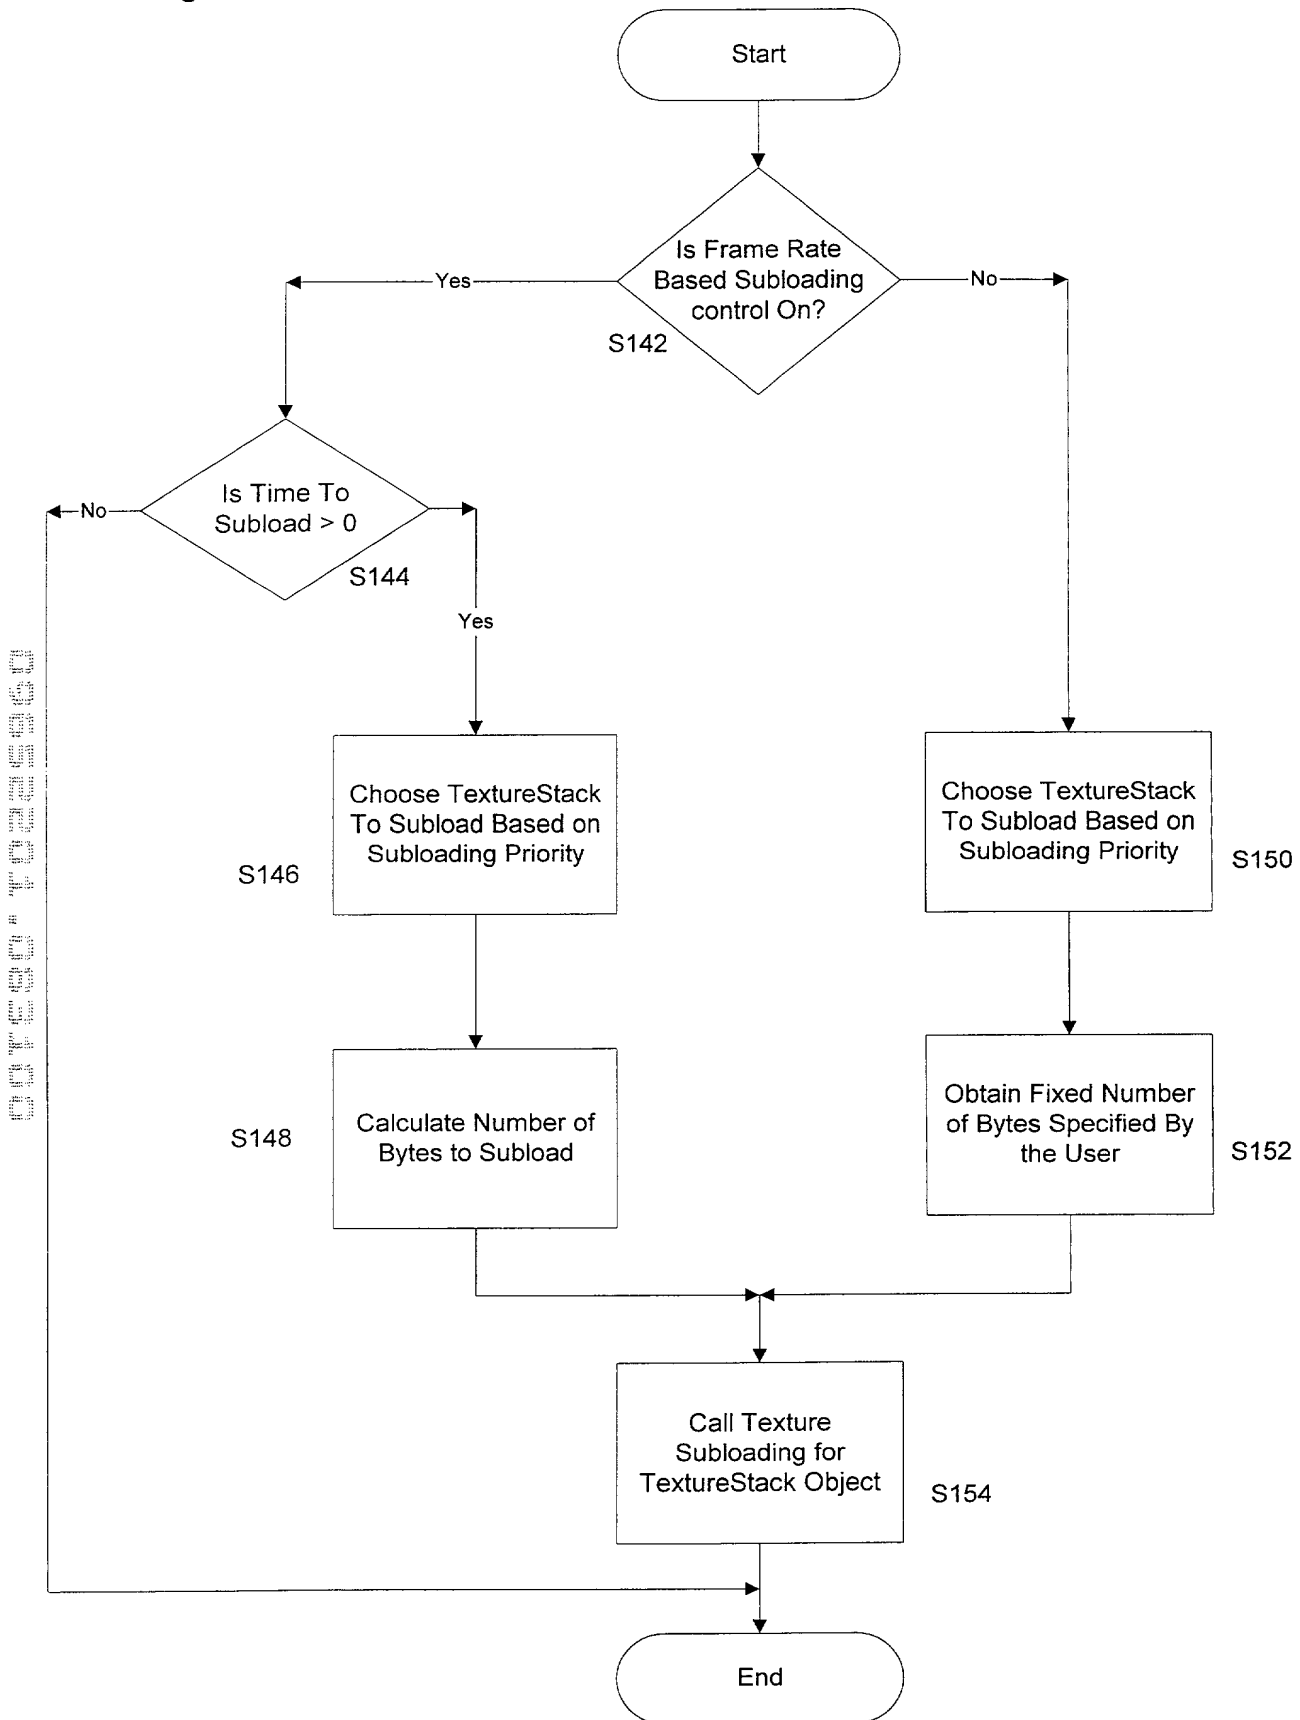 Start
Is Frame Rate
Based Subloading
control On?
Yes
No
S142
Is Time To
Subload > 0
No
S144
Yes
Choose TextureStack
To Subload Based on
Subloading Priority
S146
Choose TextureStack
To Subload Based on
Subloading Priority
S150
Calculate Number of
Bytes to Subload
S148
Obtain Fixed Number
of Bytes Specified By
the User
S152
Call Texture
Subloading for
TextureStack Object
S154
End